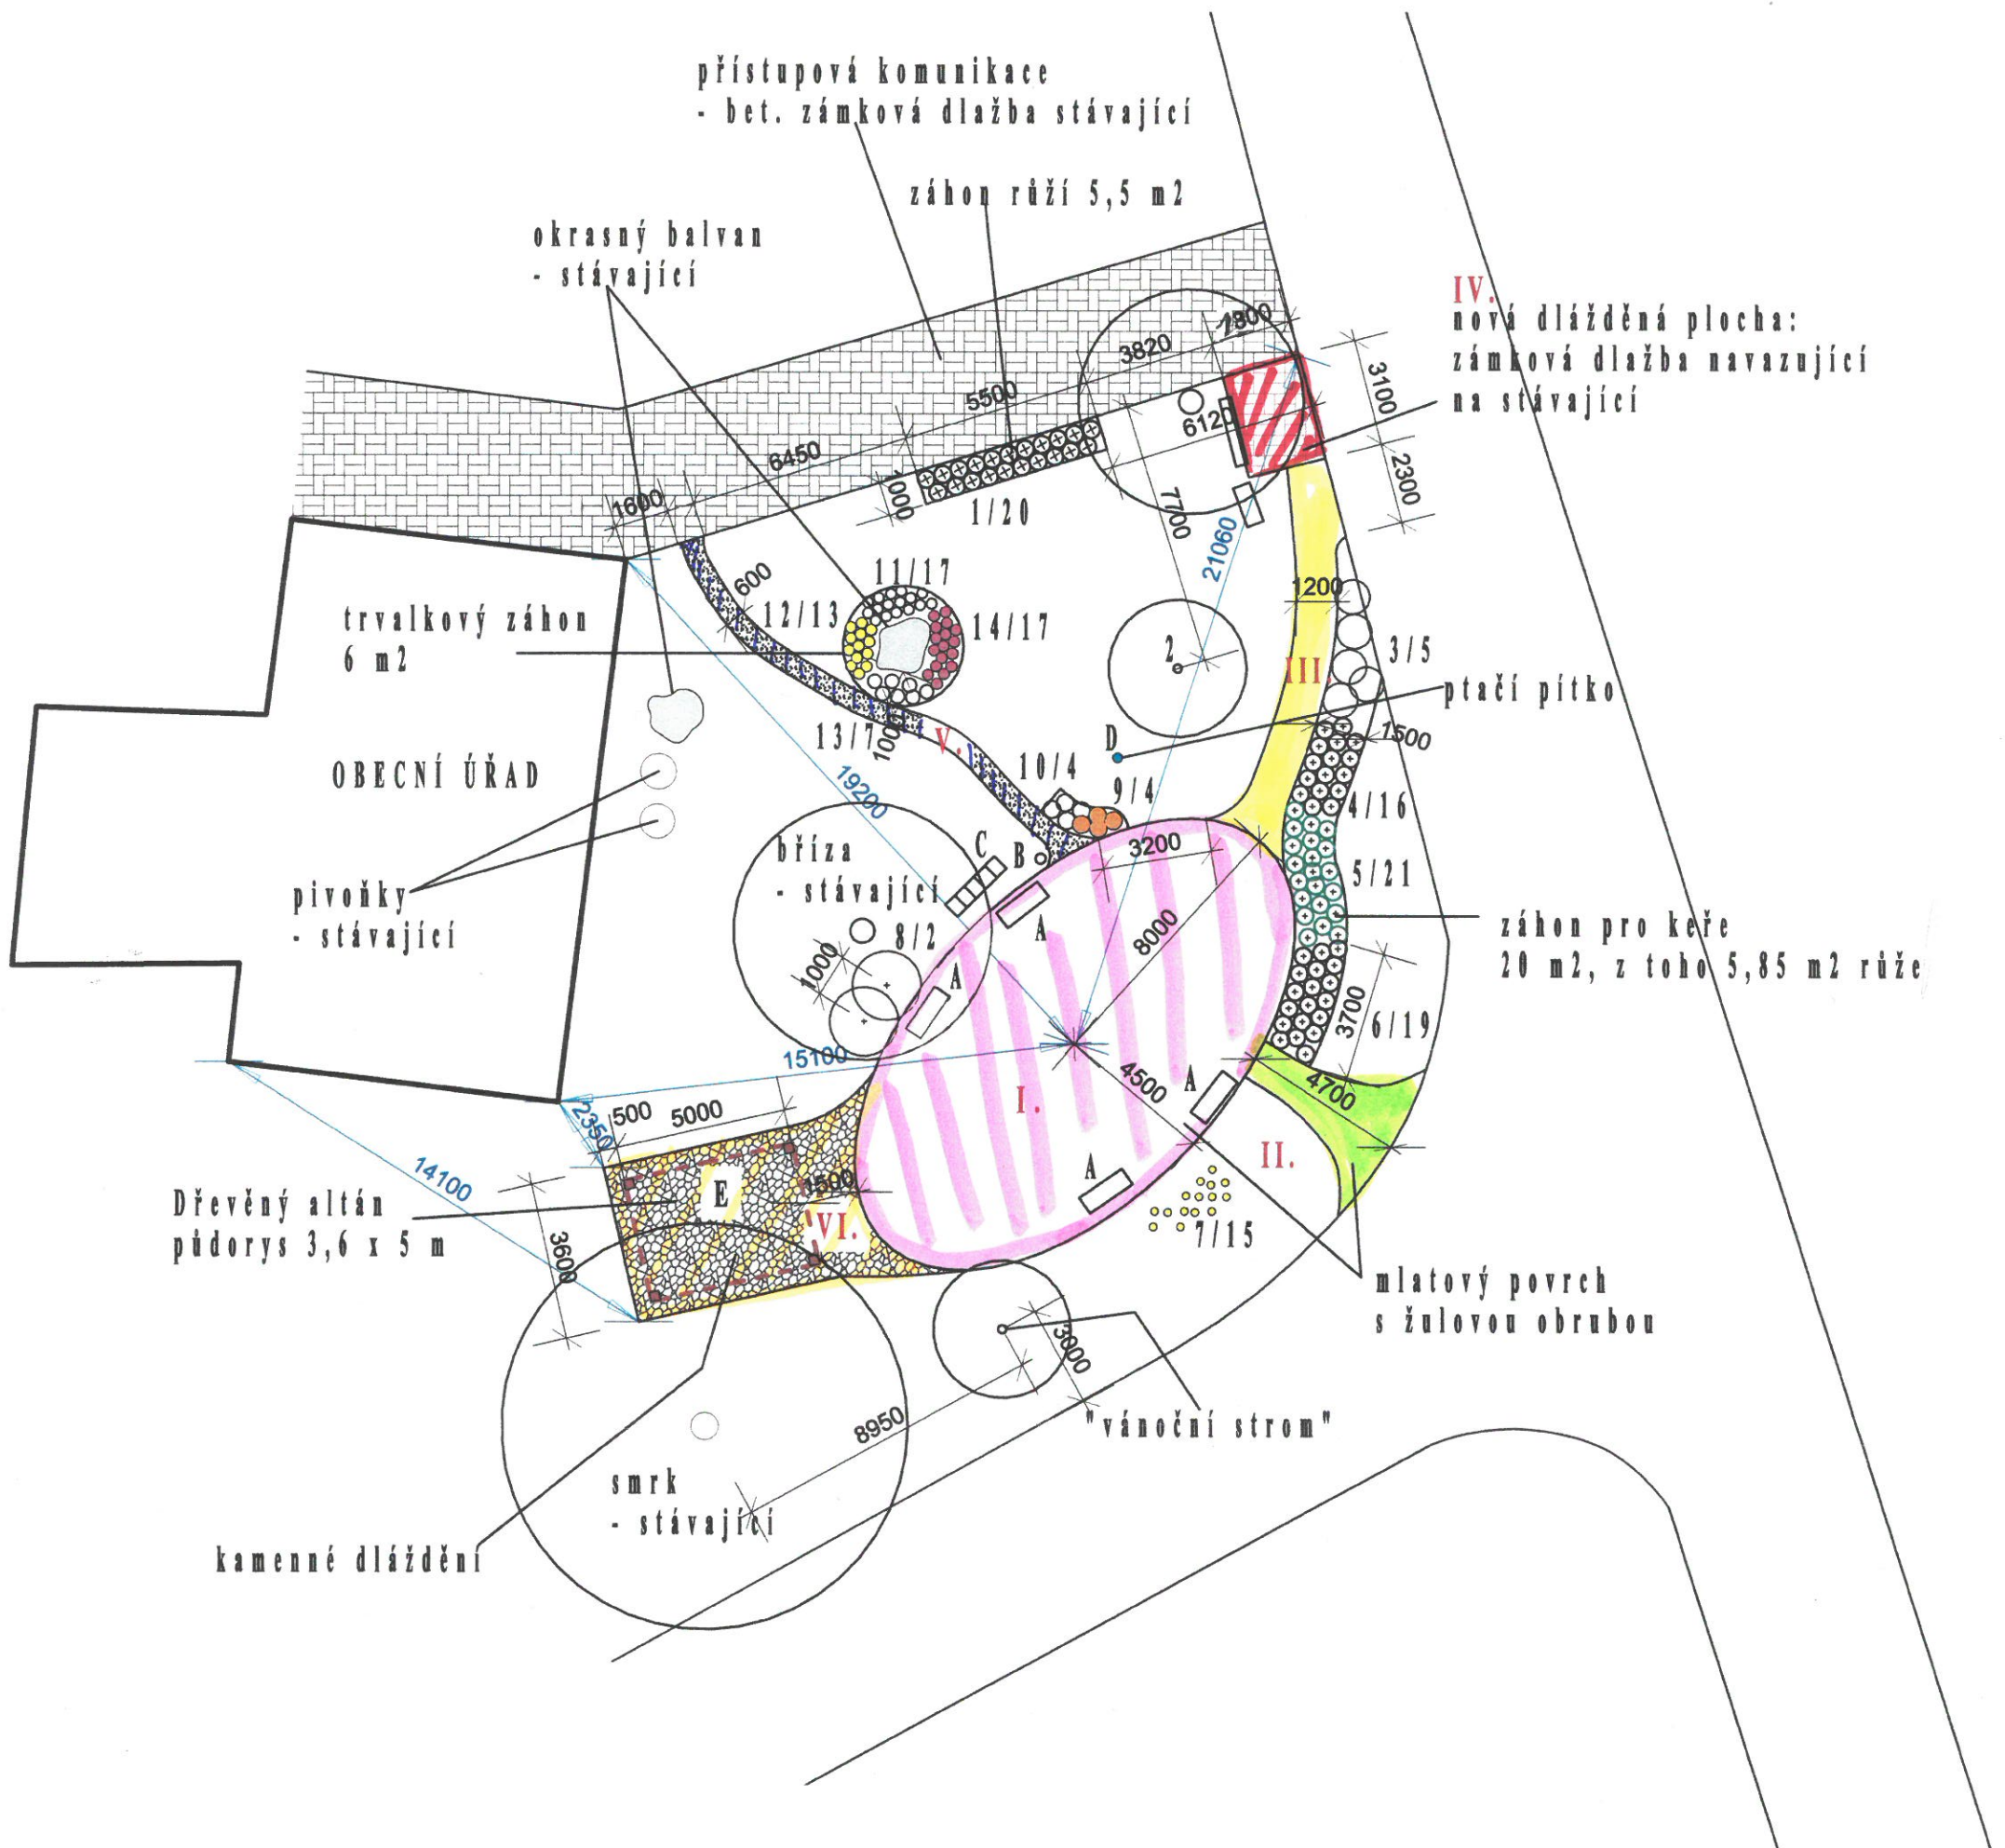 přístupová komunikace
- bet. zámková dlažba stávající
záhon růží 5,5 m2
okrasný balvan
- stávající
IV.
nová dlážděná plocha:
zámková dlažba navazující
na stávající
3820
3100
5500
6120
6450
2300
1000
1600
1/20
7700
21060
600
11/17
12/13
14/17
1200
trvalkový záhon
6 m2
2
3/5
III.
ptačí pítko
13/7
V.
D
1500
OBECNÍ ÚŘAD
10/4
9/4
19200
4/16
C
B
3200
bříza
- stávající
5/21
pivoňky
- stávající
8/2
A
8000
záhon pro keře
20 m2, z toho 5,85 m2 růže
1000
A
3700
6/19
15100
4500
A
4700
I.
2350
500
5000
II.
14100
A
E
1500
Dřevěný altán
půdorys 3,6 x 5 m
VI.
7/15
3600
mlatový povrch
s žulovou obrubou
3000
8950
"vánoční strom"
smrk
- stávající
kamenné dláždění